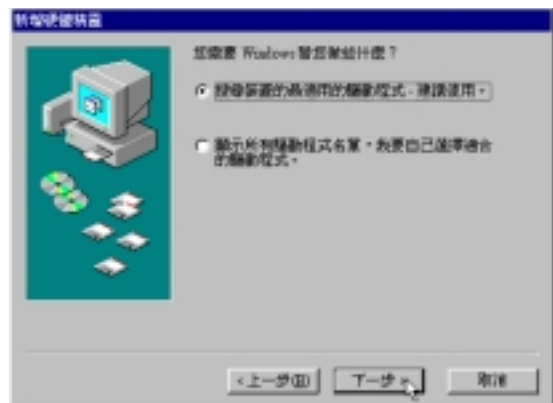 新增硬體裝置
您需要 Windows 替您做些什麼？
搜尋裝置的最適用的驅動程式 - 建議使用。
顯示所有驅動程式名單，我要自己選擇適合
的驅動程式。
<上一步(B)
下一步 >
取消